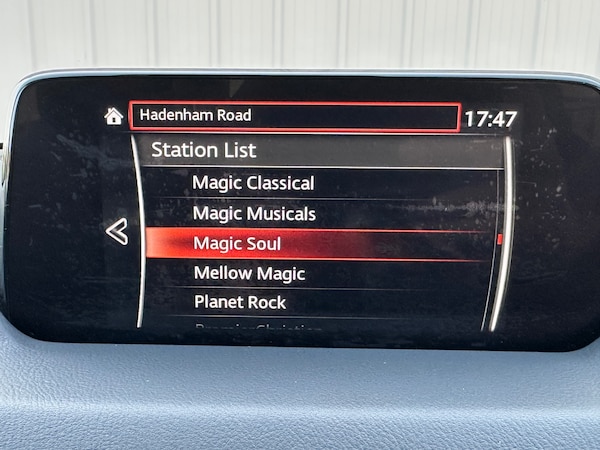 Hadenham Road
17:47
Station List
Magic Classical
Magic Musicals
Magic Soul
Mellow Magic
Planet Rock